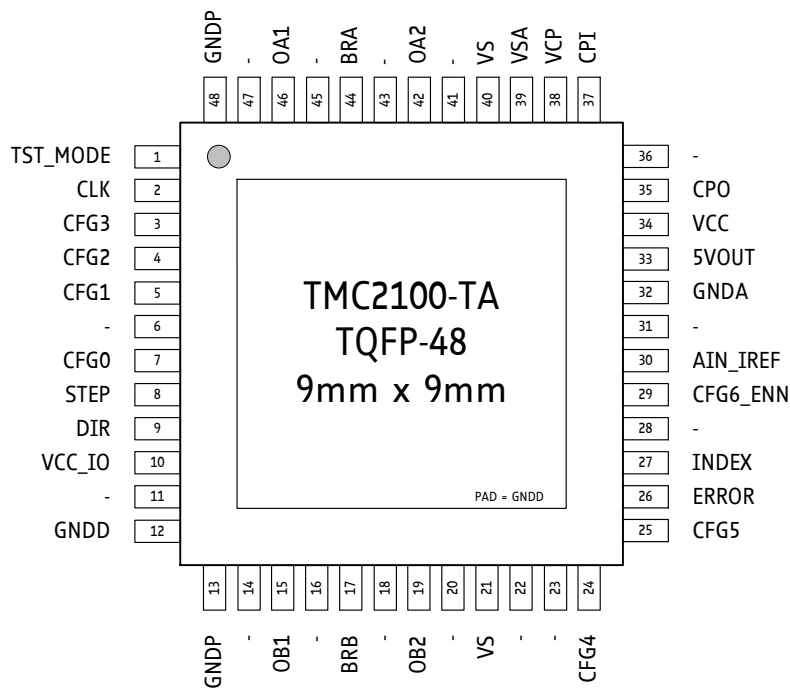 GNDP - OA1 - BRA - OA2 - VS VSA VCP CPI
48 47 46 45 44 43 42 41 40 39 38 37
TST_MODE 1 36 -
CLK 2 35 CPO
CFG3 3 34 VCC
CFG2 4 33 5VOUT
CFG1 5 32 GNDA
- 6 31 -
CFG0 7 30 AIN_IREF
STEP 8 29 CFG6_ENN
DIR 9 28 -
VCC_IO 10 27 INDEX
- 11 26 ERROR
GNDD 12 25 CFG5
TMC2100-TA
TQFP-48
9mm x 9mm
PAD = GNDD
13 14 15 16 17 18 19 20 21 22 23 24
GNDP - OB1 - BRB - OB2 - VS - - CFG4